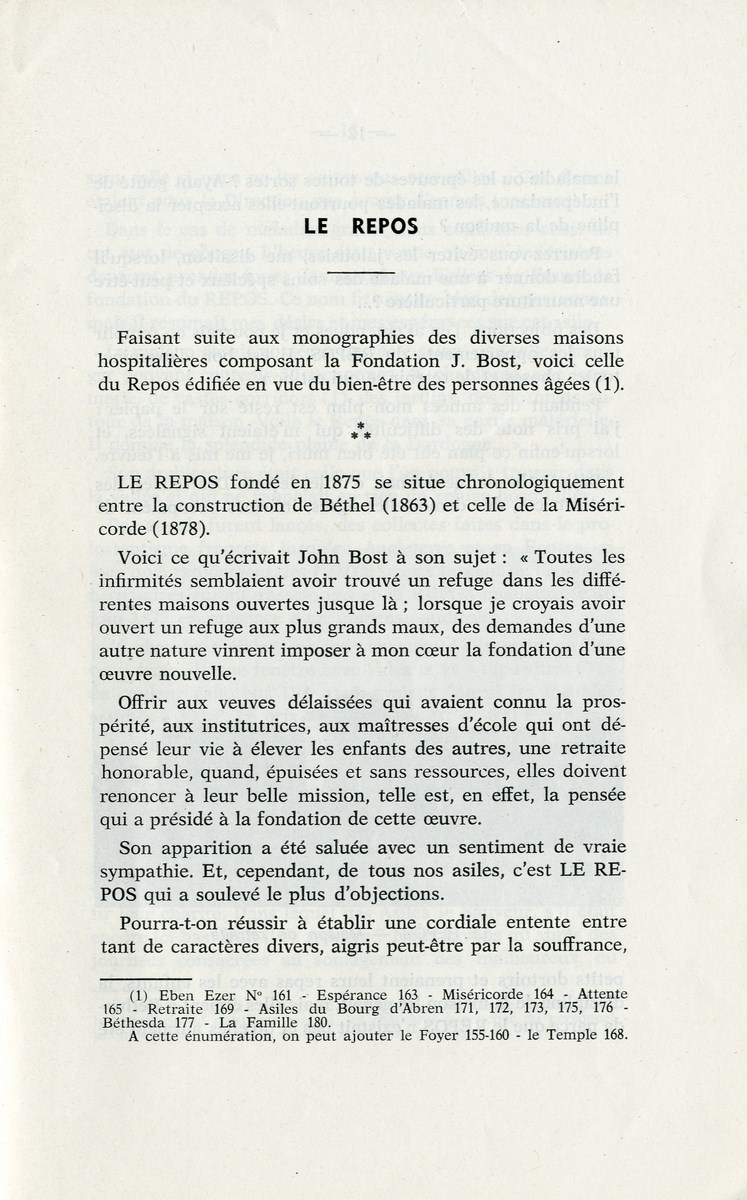 LE REPOS
Faisant suite aux monographies des diverses maisons
hospitalières composant la Fondation J. Bost, voici celle
du Repos édifiée en vue du bien-être des personnes âgées (1).
***
LE REPOS fondé en 1875 se situe chronologiquement
entre la construction de Béthel (1863) et celle de la Miséri-
corde (1878).
Voici ce qu'écrivait John Bost à son sujet : « Toutes les
infirmités semblaient avoir trouvé un refuge dans les diffé-
rentes maisons ouvertes jusque là ; lorsque je croyais avoir
ouvert un refuge aux plus grands maux, des demandes d'une
autre nature vinrent imposer à mon cœur la fondation d'une
œuvre nouvelle.
Offrir aux veuves délaissées qui avaient connu la pros-
périté, aux institutrices, aux maîtresses d'école qui ont dé-
pensé leur vie à élever les enfants des autres, une retraite
honorable, quand, épuisées et sans ressources, elles doivent
renoncer à leur belle mission, telle est, en effet, la pensée
qui a présidé à la fondation de cette œuvre.
Son apparition a été saluée avec un sentiment de vraie
sympathie. Et, cependant, de tous nos asiles, c'est LE RE-
POS qui a soulevé le plus d'objections.
Pourra-t-on réussir à établir une cordiale entente entre
tant de caractères divers, aigris peut-être par la souffrance,
(1) Eben Ezer N° 161 - Espérance 163 - Miséricorde 164 - Attente
165 - Retraite 169 - Asiles du Bourg d'Abren 171, 172, 173, 175, 176 -
Béthesda 177 - La Famille 180.
A cette énumération, on peut ajouter le Foyer 155-160 - le Temple 168.